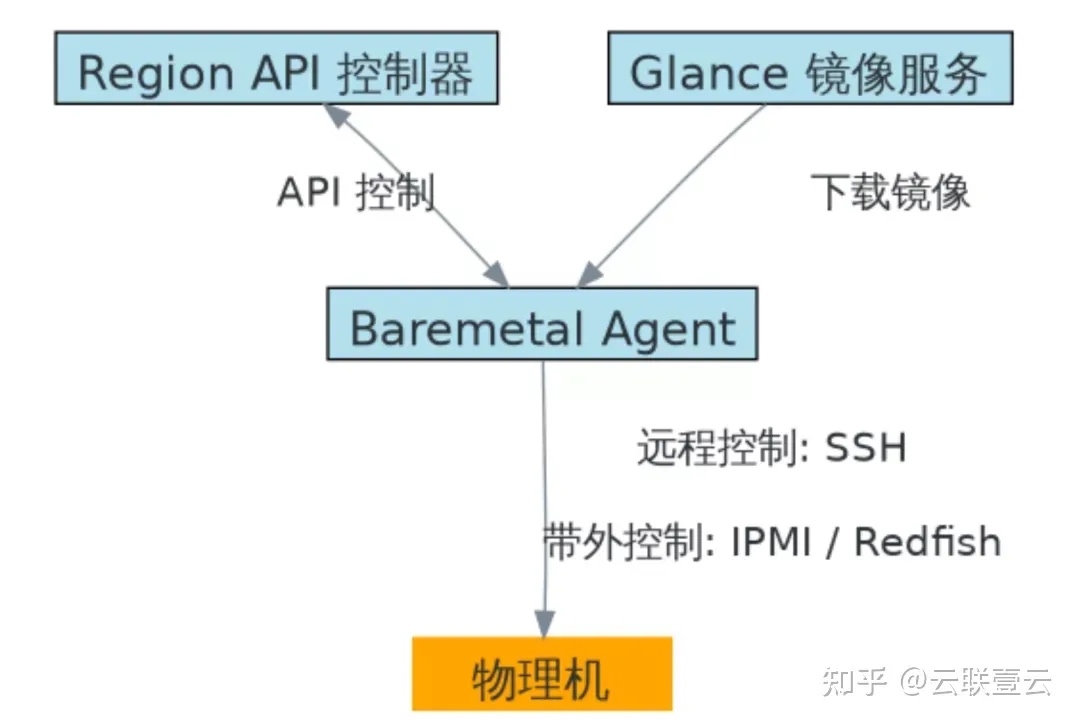 Region API 控制器
Glance 镜像服务
API 控制
下载镜像
Baremetal Agent
远程控制: SSH
带外控制: IPMI / Redfish
物理机
知乎 @云联壹云